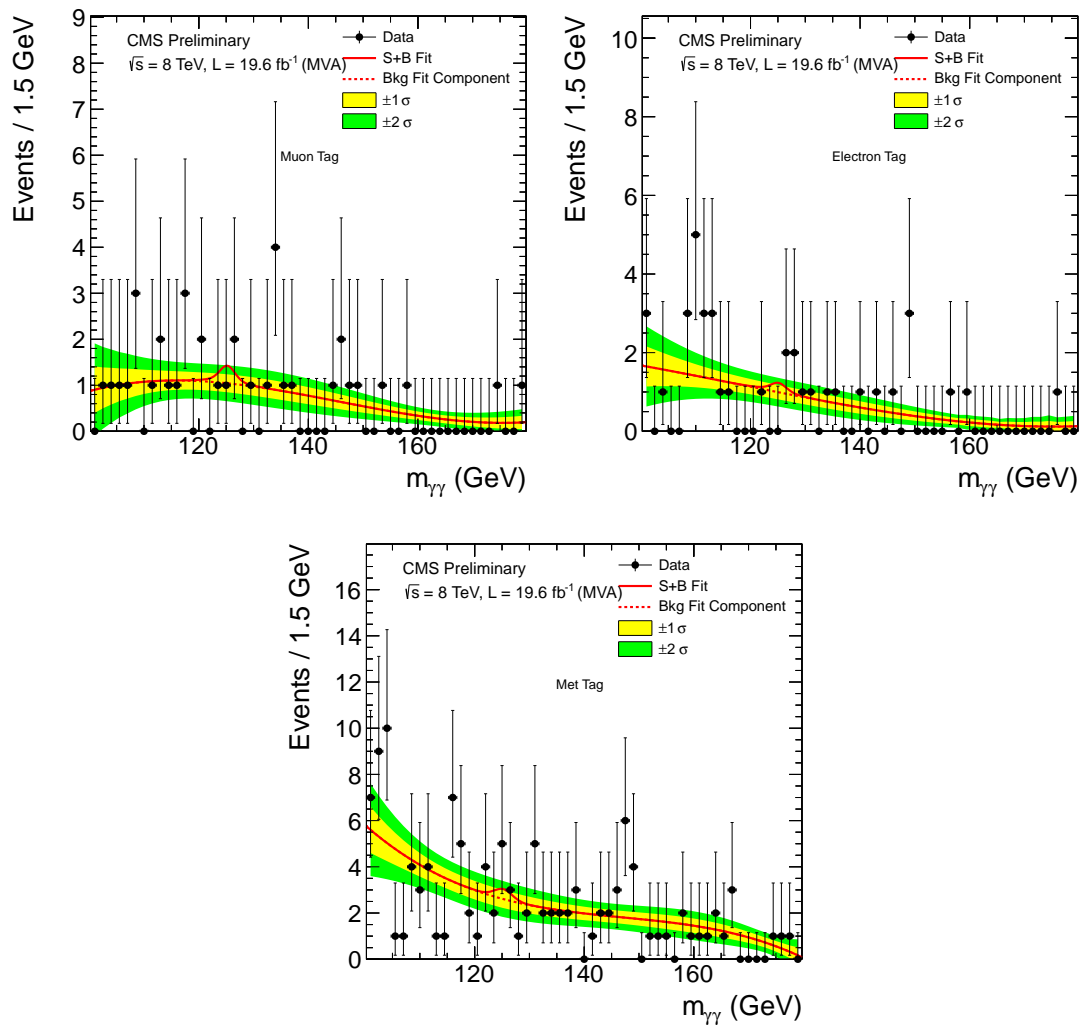 Events / 1.5 GeV
9
8
7
6
5
4
3
2
1
0
CMS Preliminary
√s = 8 TeV, L = 19.6 fb⁻¹ (MVA)
Data
S+B Fit
Bkg Fit Component
±1 σ
±2 σ
Muon Tag
120 140 160
mγγ (GeV)
Events / 1.5 GeV
10
8
6
4
2
0
CMS Preliminary
√s = 8 TeV, L = 19.6 fb⁻¹ (MVA)
Data
S+B Fit
Bkg Fit Component
±1 σ
±2 σ
Electron Tag
120 140 160
mγγ (GeV)
Events / 1.5 GeV
16
14
12
10
8
6
4
2
0
CMS Preliminary
√s = 8 TeV, L = 19.6 fb⁻¹ (MVA)
Data
S+B Fit
Bkg Fit Component
±1 σ
±2 σ
Met Tag
120 140 160
mγγ (GeV)